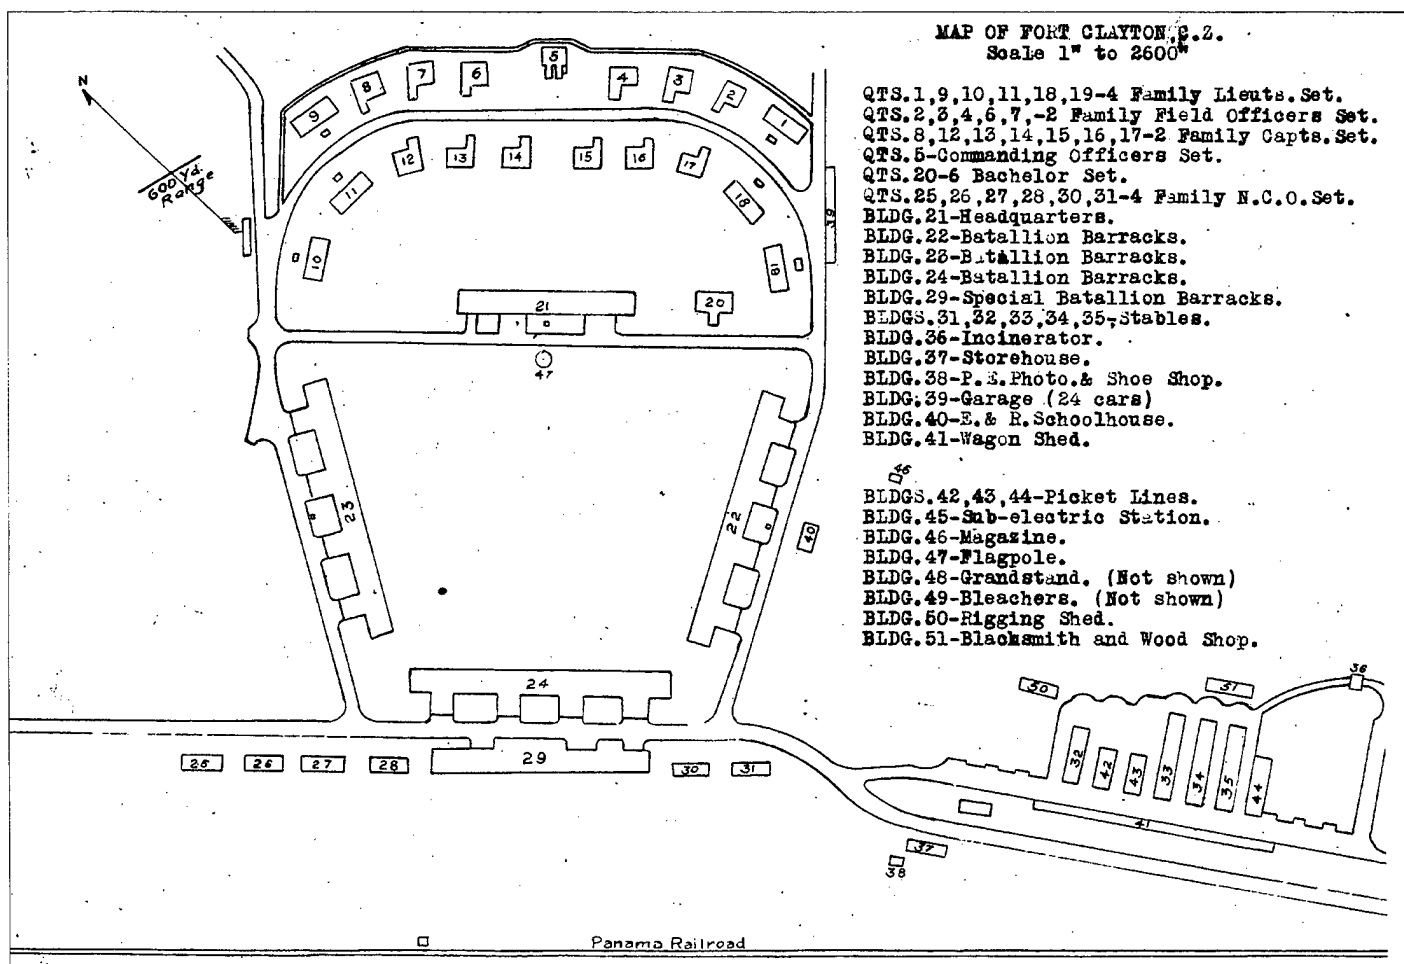 MAP OF FORT CLAYTON, C.Z.
Scale 1" to 2600"
QTS.1,9,10,11,18,19-4 Family Lieuts.Set.
QTS.2,3,4,6,7,-2 Family Field Officers Set.
QTS.8,12,13,14,15,16,17-2 Family Capts.Set.
QTS.5-Commanding Officers Set.
QTS.20-6 Bachelor Set.
QTS.25,26,27,28,30,31-4 Family N.C.O.Set.
BLDG.21-Headquarters.
BLDG.22-Batallion Barracks.
BLDG.23-Batallion Barracks.
BLDG.24-Batallion Barracks.
BLDG.29-Special Batallion Barracks.
BLDGS.31,32,33,34,35-Stables.
BLDG.36-Incinerator.
BLDG.37-Storehouse.
BLDG.38-P.E.Photo.& Shoe Shop.
BLDG.39-Garage (24 cars)
BLDG.40-E.& R.Schoolhouse.
BLDG.41-Wagon Shed.
46
BLDGS.42,43,44-Picket Lines.
BLDG.45-Sub-electric Station.
BLDG.46-Magazine.
BLDG.47-Flagpole.
BLDG.48-Grandstand. (Not shown)
BLDG.49-Bleachers. (Not shown)
BLDG.50-Rigging Shed.
BLDG.51-Blacksmith and Wood Shop.
N
600 Yd.
Range
9
8
7
6
5
4
3
2
1
11
12
13
14
15
16
17
18
39
10
19
21
20
47
23
22
40
24
25
26
27
28
29
30
31
50
51
36
32
42
43
33
34
35
44
41
37
38
Panama Railroad